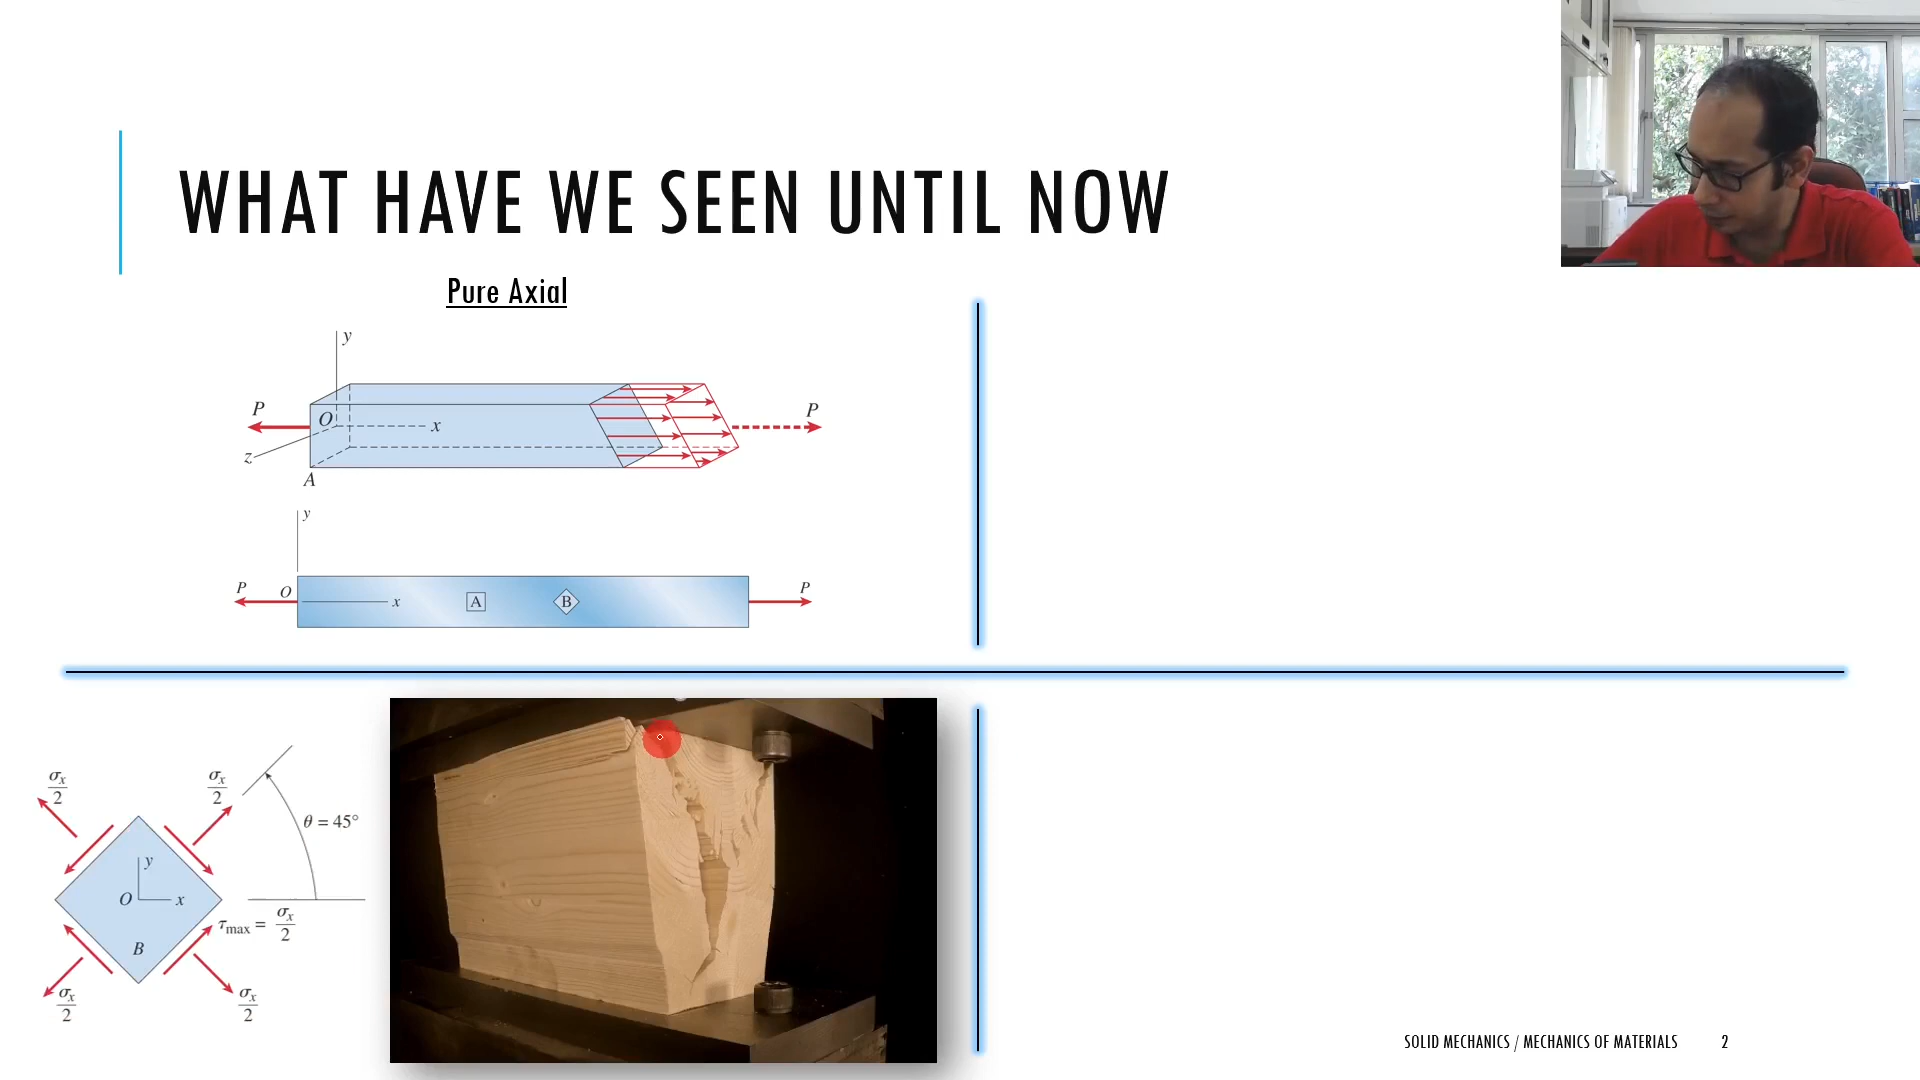 WHAT HAVE WE SEEN UNTIL NOW
Pure Axial
y
P
O
x
P
z
A
y
P
O
x
A
B
P
σx/2
σx/2
θ = 45°
y
O
x
τmax = σx/2
B
σx/2
σx/2
SOLID MECHANICS / MECHANICS OF MATERIALS
2